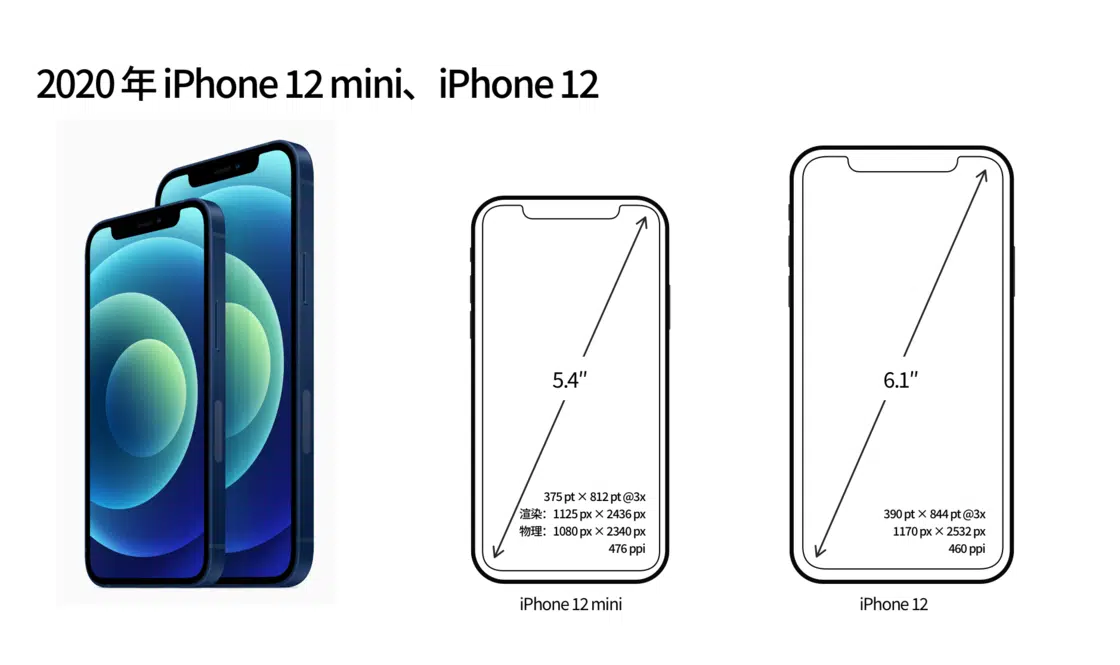 2020 年 iPhone 12 mini、iPhone 12
5.4″
375 pt × 812 pt @3x
渲染：1125 px × 2436 px
物理：1080 px × 2340 px
476 ppi
iPhone 12 mini
6.1″
390 pt × 844 pt @3x
1170 px × 2532 px
460 ppi
iPhone 12